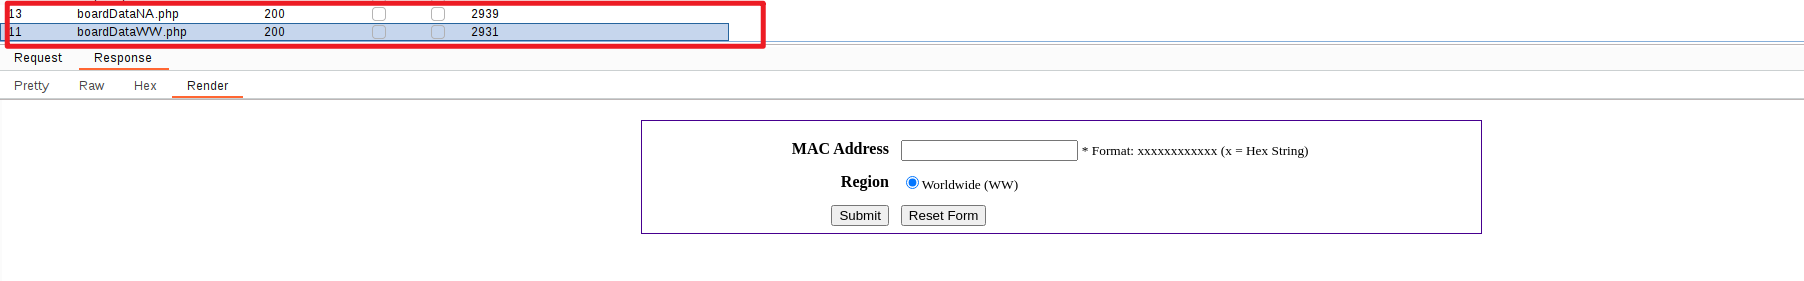 13 boardDataNA.php 200 2939
11 boardDataWW.php 200 2931
Request Response
Pretty Raw Hex Render
MAC Address * Format: xxxxxxxxxxxx (x = Hex String)
Region Worldwide (WW)
Submit Reset Form